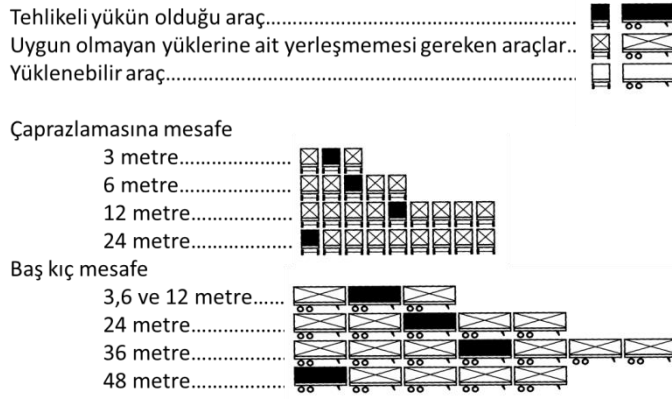 Tehlikeli yükün olduğu araç..............................................................
Uygun olmayan yüklerine ait yerleşmemesi gereken araçlar..
Yüklenebilir araç...........................................................................
Çaprazlamasına mesafe
3 metre.....................
6 metre.....................
12 metre...................
24 metre...................
Baş kıç mesafe
3,6 ve 12 metre......
24 metre.................
36 metre.................
48 metre.................